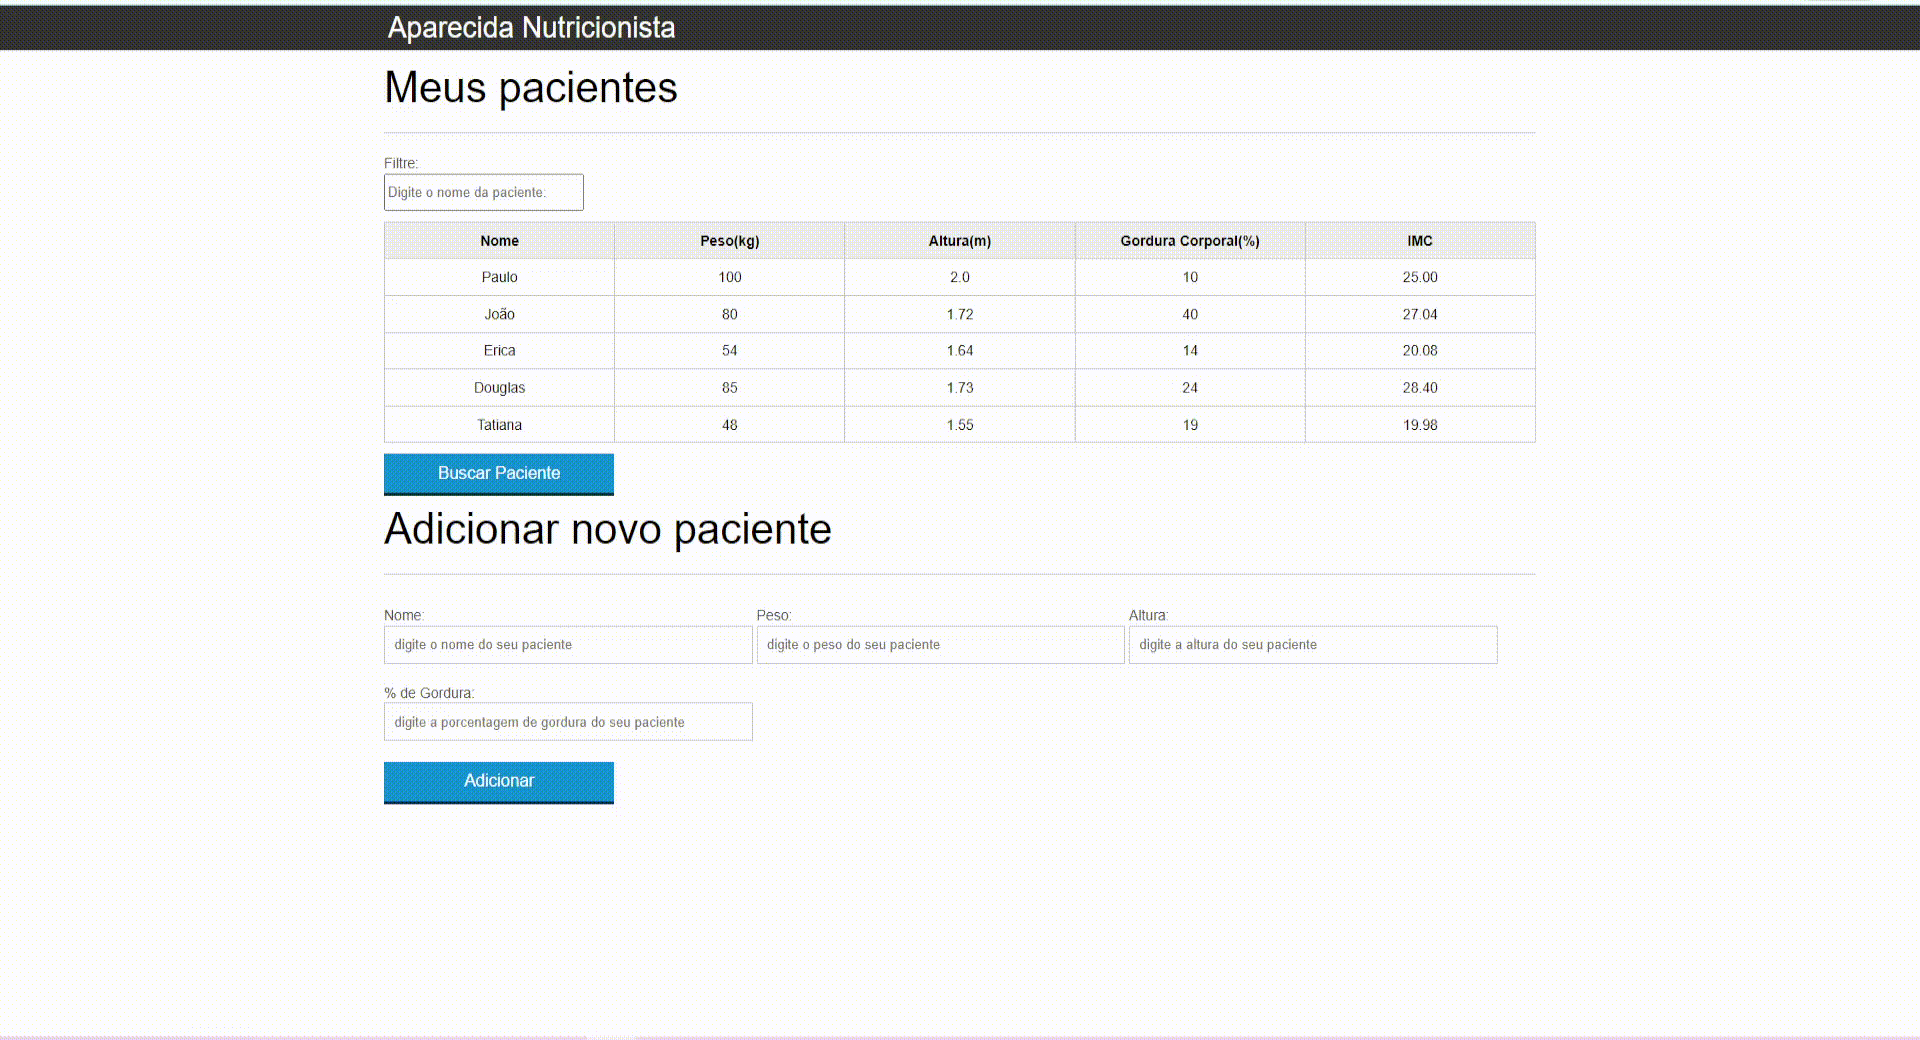 Aparecida Nutricionista
Meus pacientes
Filtre:
Digite o nome da paciente:
Nome Peso(kg) Altura(m) Gordura Corporal(%) IMC
Paulo 100 2.0 10 25.00
João 80 1.72 40 27.04
Erica 54 1.64 14 20.08
Douglas 85 1.73 24 28.40
Tatiana 48 1.55 19 19.98
Buscar Paciente
Adicionar novo paciente
Nome: Peso: Altura:
digite o nome do seu paciente digite o peso do seu paciente digite a altura do seu paciente
% de Gordura:
digite a porcentagem de gordura do seu paciente
Adicionar